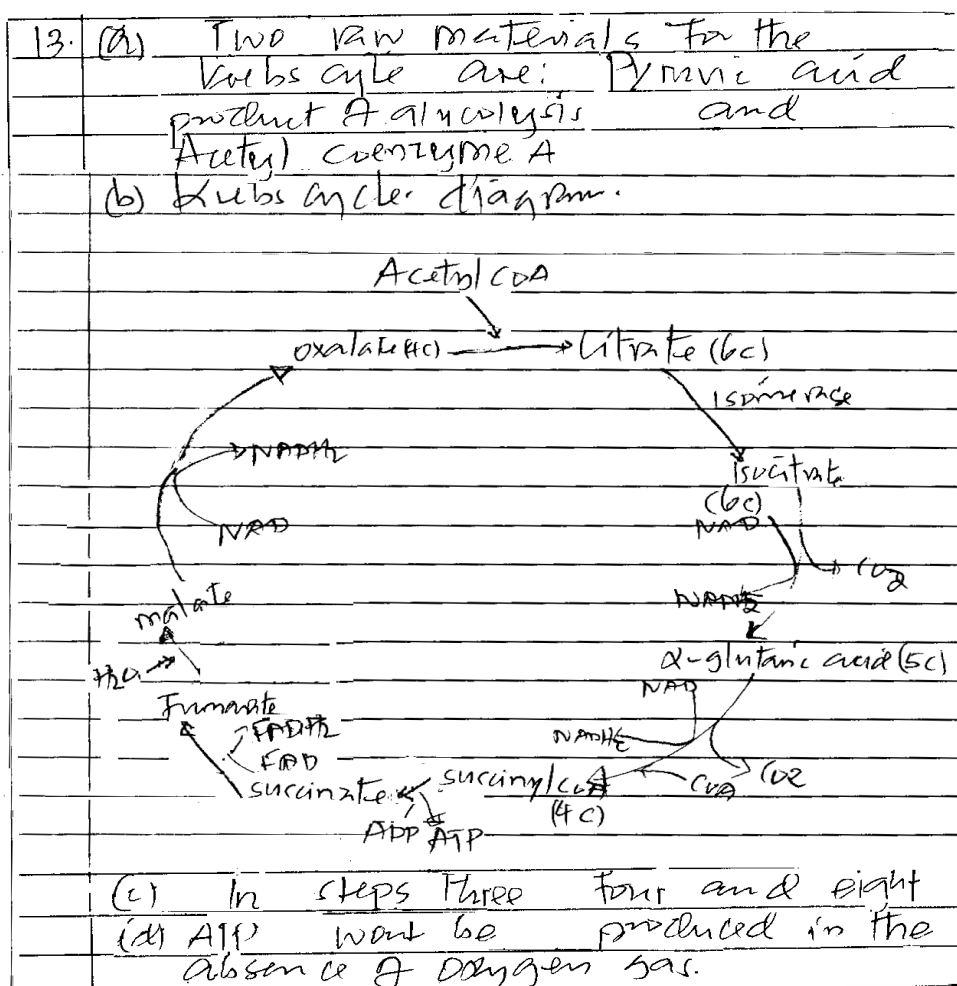 13. (a) Two raw materials for the
Krebs cycle are: Pyruvic acid
product of glycolysis and
Acetyl coenzyme A
(b) Krebs cycle diagram.
Acetyl CoA
Oxalate (4C) Citrate (6C)
Isomerase
Isocitrate
(6C)
NADH2
NAD
NAD
CO2
NADH2
malate
H2O
α-glutaric acid (5C)
NAD
Fumarate
FADH2
NADH2
FAD
succinate
succinyl CoA
(4C)
CoA
CO2
ADP ATP
(c) In steps three four and eight
(d) ATP wont be produced in the
absence of oxygen gas.